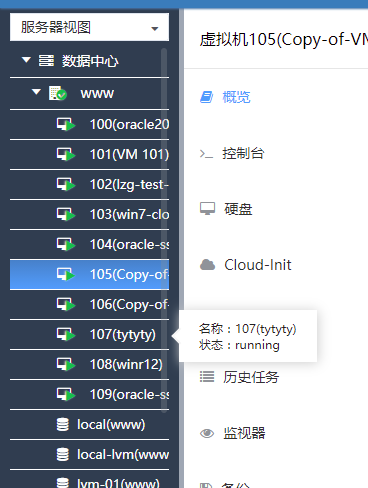 服务器视图
数据中心
www
100(oracle20
101(VM 101)
102(lzg-test-
103(win7-clo
104(oracle-ss
105(Copy-of-
106(Copy-of-
107(tytyty)
108(winr12)
109(oracle-ss
local(www)
local-lvm(www
lvm-01(www)
虚拟机105(Copy-of-VM
概览
控制台
硬盘
Cloud-Init
名称：107(tytyty)
状态：running
历史任务
监视器
备份